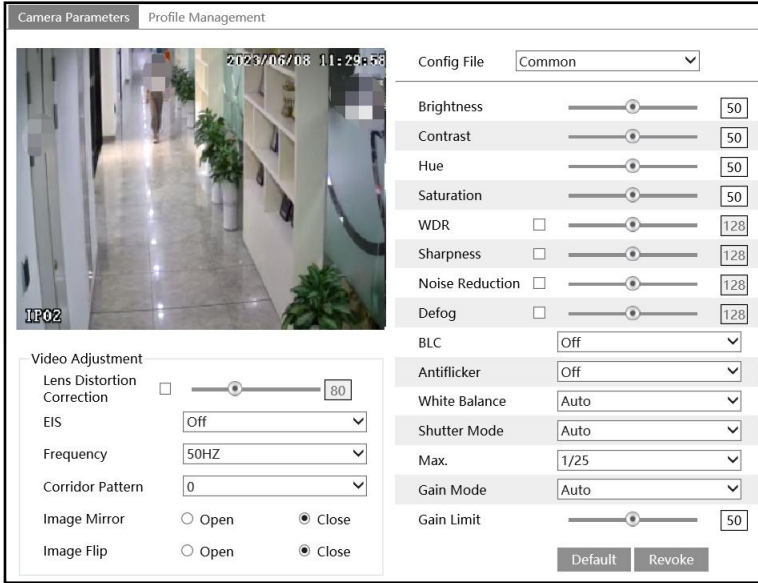 Camera Parameters Profile Management
2023/06/08 11:29:58
IP02
Video Adjustment
Lens Distortion
Correction 80
EIS Off
Frequency 50HZ
Corridor Pattern 0
Image Mirror Open Close
Image Flip Open Close
Config File Common
Brightness 50
Contrast 50
Hue 50
Saturation 50
WDR 128
Sharpness 128
Noise Reduction 128
Defog 128
BLC Off
Antiflicker Off
White Balance Auto
Shutter Mode Auto
Max. 1/25
Gain Mode Auto
Gain Limit 50
Default Revoke